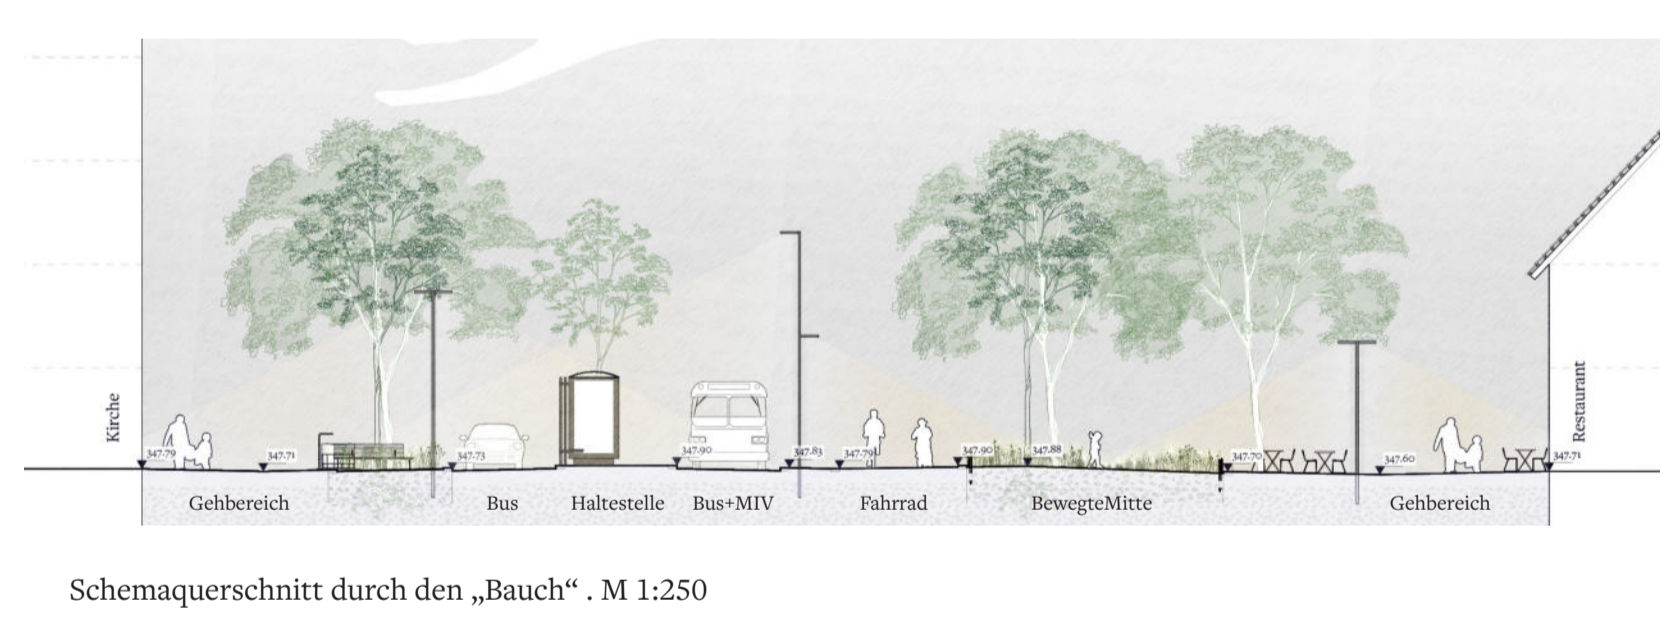 Kirche
347.79
347.71
347.73
347.90
347.83
347.79
347.90
347.88
347.70
347.60
347.71
Restaurant
Gehbereich
Bus
Haltestelle
Bus+MIV
Fahrrad
BewegteMitte
Gehbereich
Schemaquerschnitt durch den „Bauch“ . M 1:250